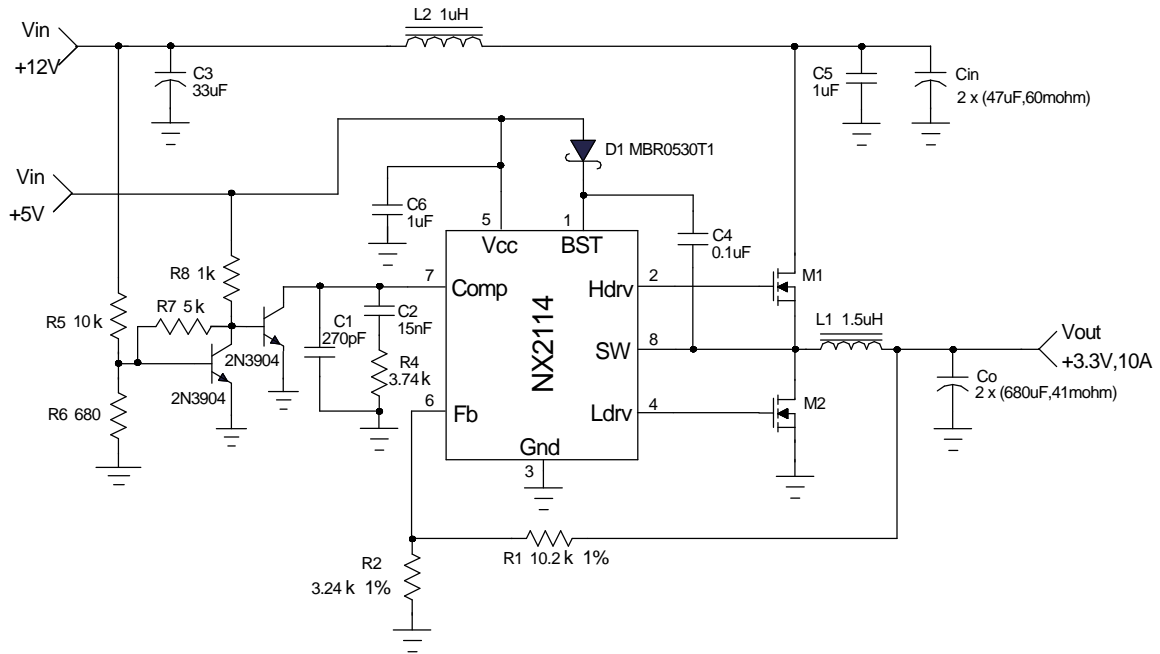 L2 1uH
Vin
+12V
C3
33uF
C5
1uF
Cin
2 x (47uF,60mohm)
D1 MBR0530T1
Vin
+5V
C6
1uF
5
1
C4
0.1uF
Vcc
BST
R8 1k
7
Comp
2
Hdrv
M1
R7 5k
C2
15nF
R5 10k
C1
270pF
L1 1.5uH
Vout
NX2114
SW
8
2N3904
R4
3.74k
+3.3V,10A
2N3904
Co
2 x (680uF,41mohm)
R6 680
6
Fb
Ldrv
4
M2
Gnd
3
R1 10.2k 1%
R2
3.24k 1%